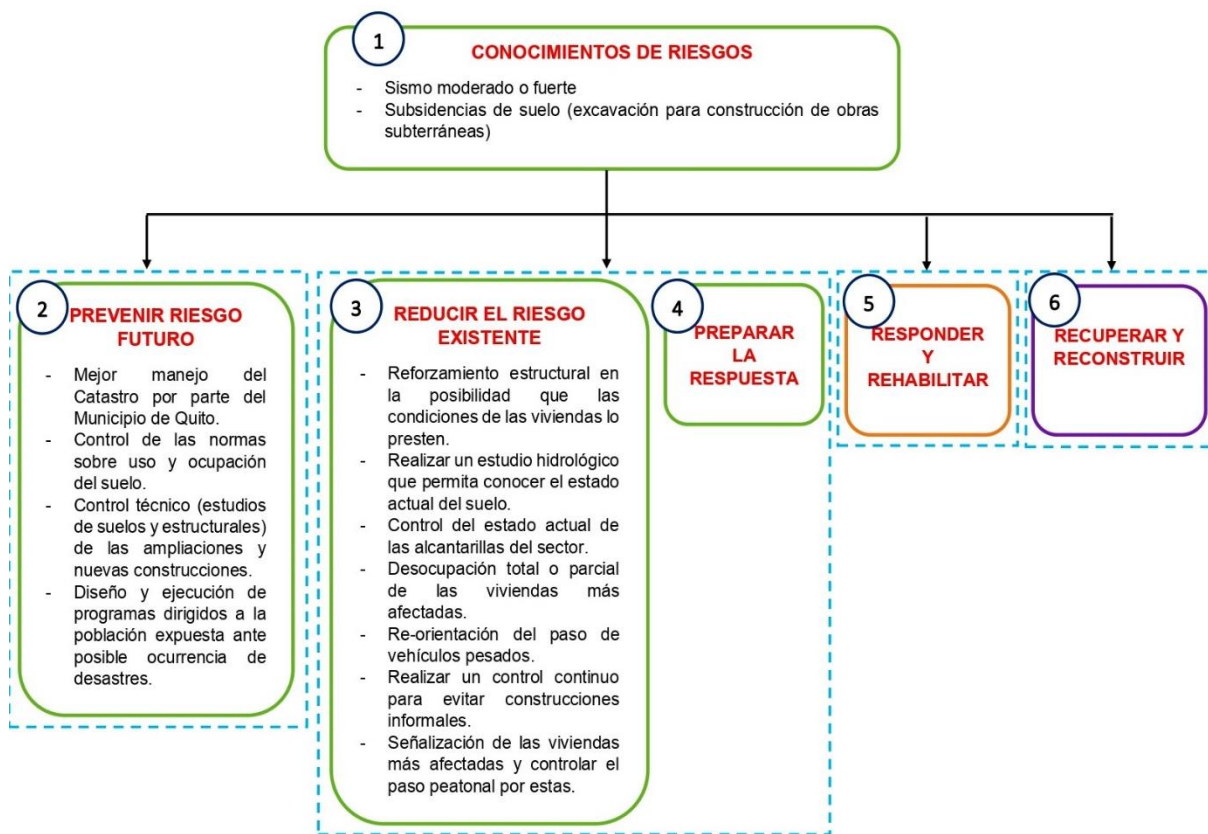 1
CONOCIMIENTOS DE RIESGOS
- Sismo moderado o fuerte
- Subsidencias de suelo (excavación para construcción de obras
subterráneas)
2
PREVENIR RIESGO
FUTURO
- Mejor manejo del
Catastro por parte del
Municipio de Quito.
- Control de las normas
sobre uso y ocupación
del suelo.
- Control técnico (estudios
de suelos y estructurales)
de las ampliaciones y
nuevas construcciones.
- Diseño y ejecución de
programas dirigidos a la
población expuesta ante
posible ocurrencia de
desastres.
3
REDUCIR EL RIESGO
EXISTENTE
- Reforzamiento estructural en
la posibilidad que las
condiciones de las viviendas lo
presten.
- Realizar un estudio hidrológico
que permita conocer el estado
actual del suelo.
- Control del estado actual de
las alcantarillas del sector.
- Desocupación total o parcial
de las viviendas más
afectadas.
- Re-orientación del paso de
vehículos pesados.
- Realizar un control continuo
para evitar construcciones
informales.
- Señalización de las viviendas
más afectadas y controlar el
paso peatonal por estas.
4
PREPARAR
LA
RESPUESTA
5
RESPONDER
Y
REHABILITAR
6
RECUPERAR Y
RECONSTRUIR